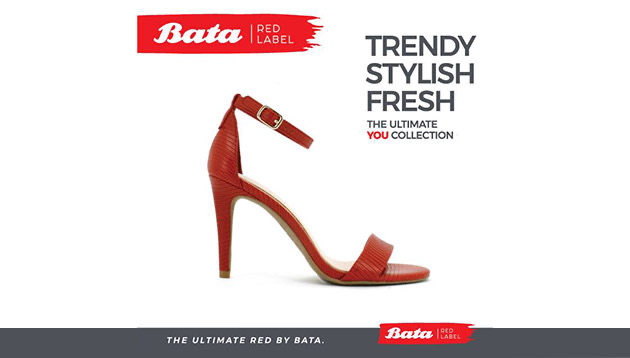 Bata RED
LABEL
TRENDY
STYLISH
FRESH
THE ULTIMATE
YOU COLLECTION
THE ULTIMATE RED BY BATA.
Bata RED
LABEL